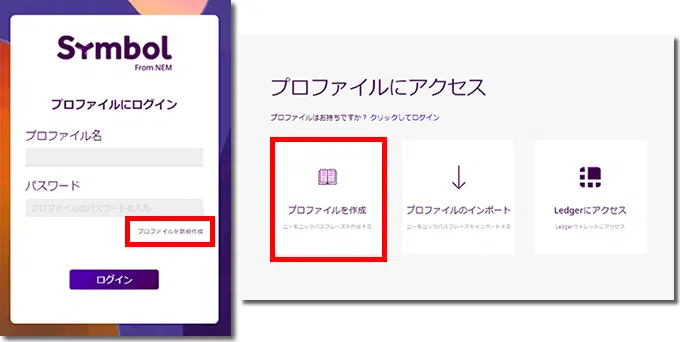 Symbol
From NEM
プロファイルにログイン
プロファイル名
パスワード
プロファイルのパスワードを入力
プロファイルを新規作成
ログイン
プロファイルにアクセス
プロファイルはお持ちですか？ クリックしてログイン
プロファイルを作成
ニーモニックパスフレーズを作成する
プロファイルのインポート
ニーモニックパスフレーズをインポートする
Ledgerにアクセス
Ledgerウォレットにアクセス